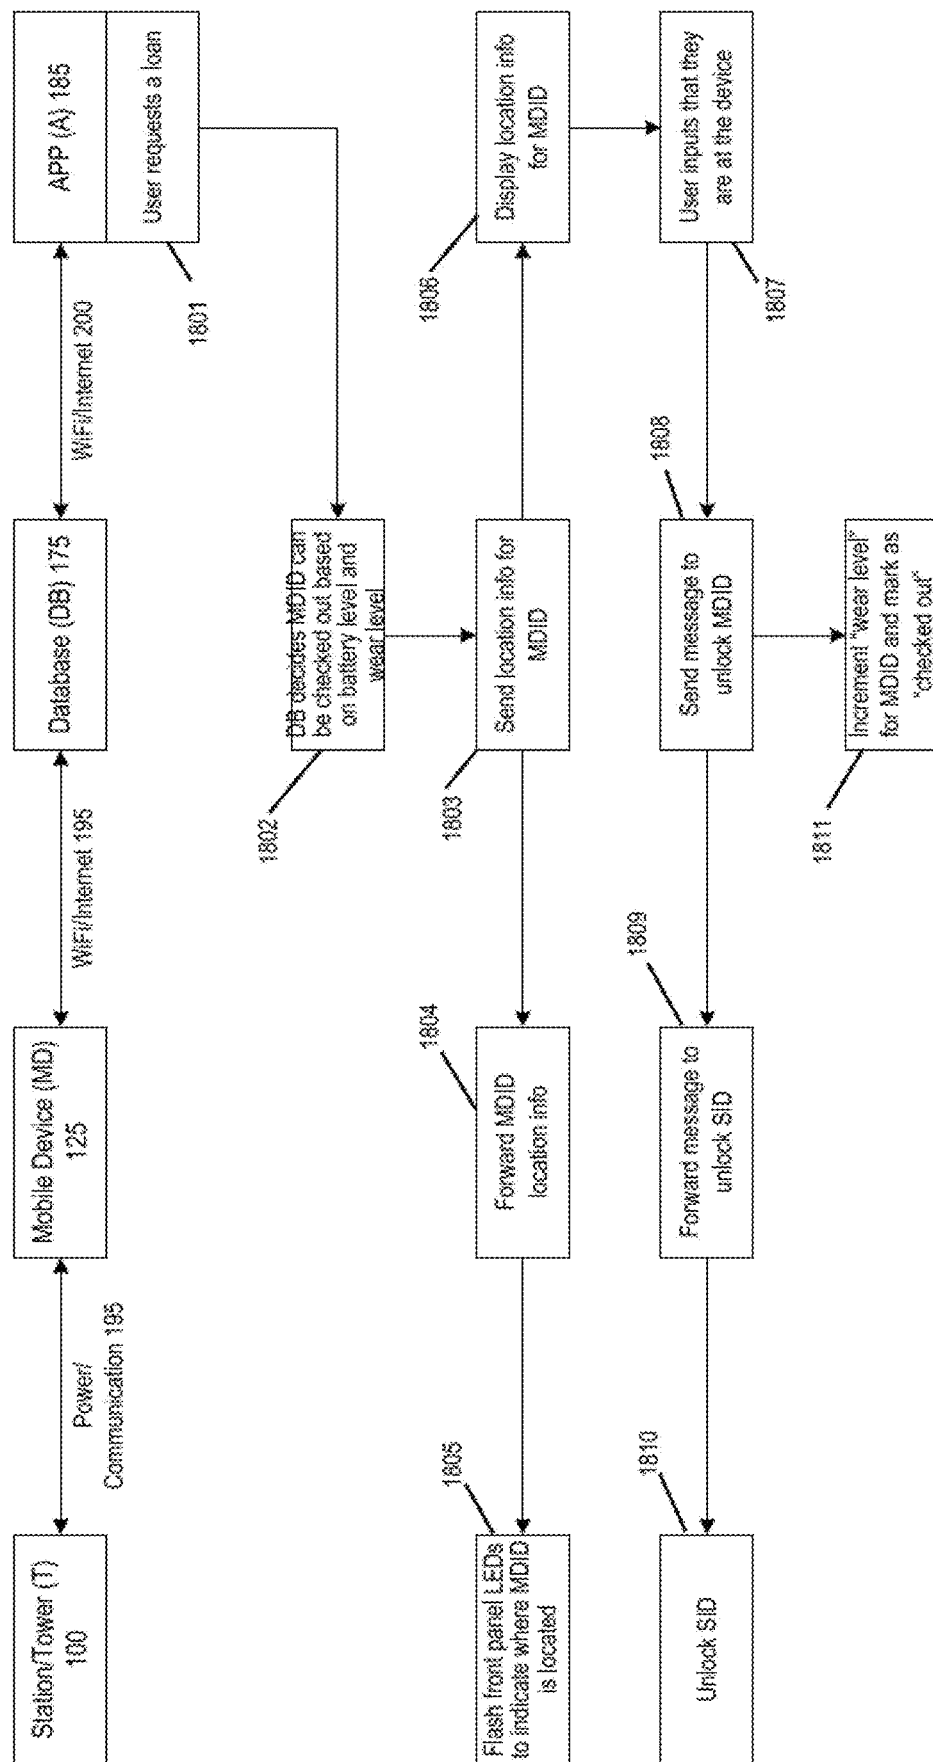 Station/Tower (T)
100
Power/
Communication 195
Mobile Device (MD)
125
WiFi/Internet 195
Database (DB) 175
WiFi/Internet 200
APP (A) 185
User requests a loan
1801
DB decides MDID can
be checked out based
on battery level and
wear level
1802
Flash front panel LEDs
to indicate where MDID
is located
1805
Forward MDID
location info
1804
Send location info for
MDID
1803
Display location info
for MDID
1806
Unlock SID
1810
Forward message to
unlock SID
1809
Send message to
unlock MDID
1808
User inputs that they
are at the device
1807
Increment "wear level"
for MDID and mark as
"checked out"
1811